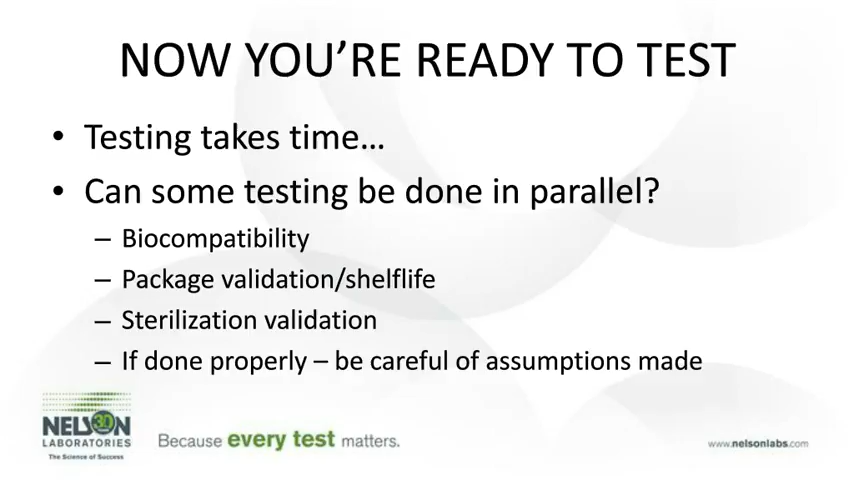 NOW YOU'RE READY TO TEST
• Testing takes time…
• Can some testing be done in parallel?
– Biocompatibility
– Package validation/shelflife
– Sterilization validation
– If done properly – be careful of assumptions made
NELSON
30
LABORATORIES
The Science of Success
Because every test matters.
www.nelsonlabs.com